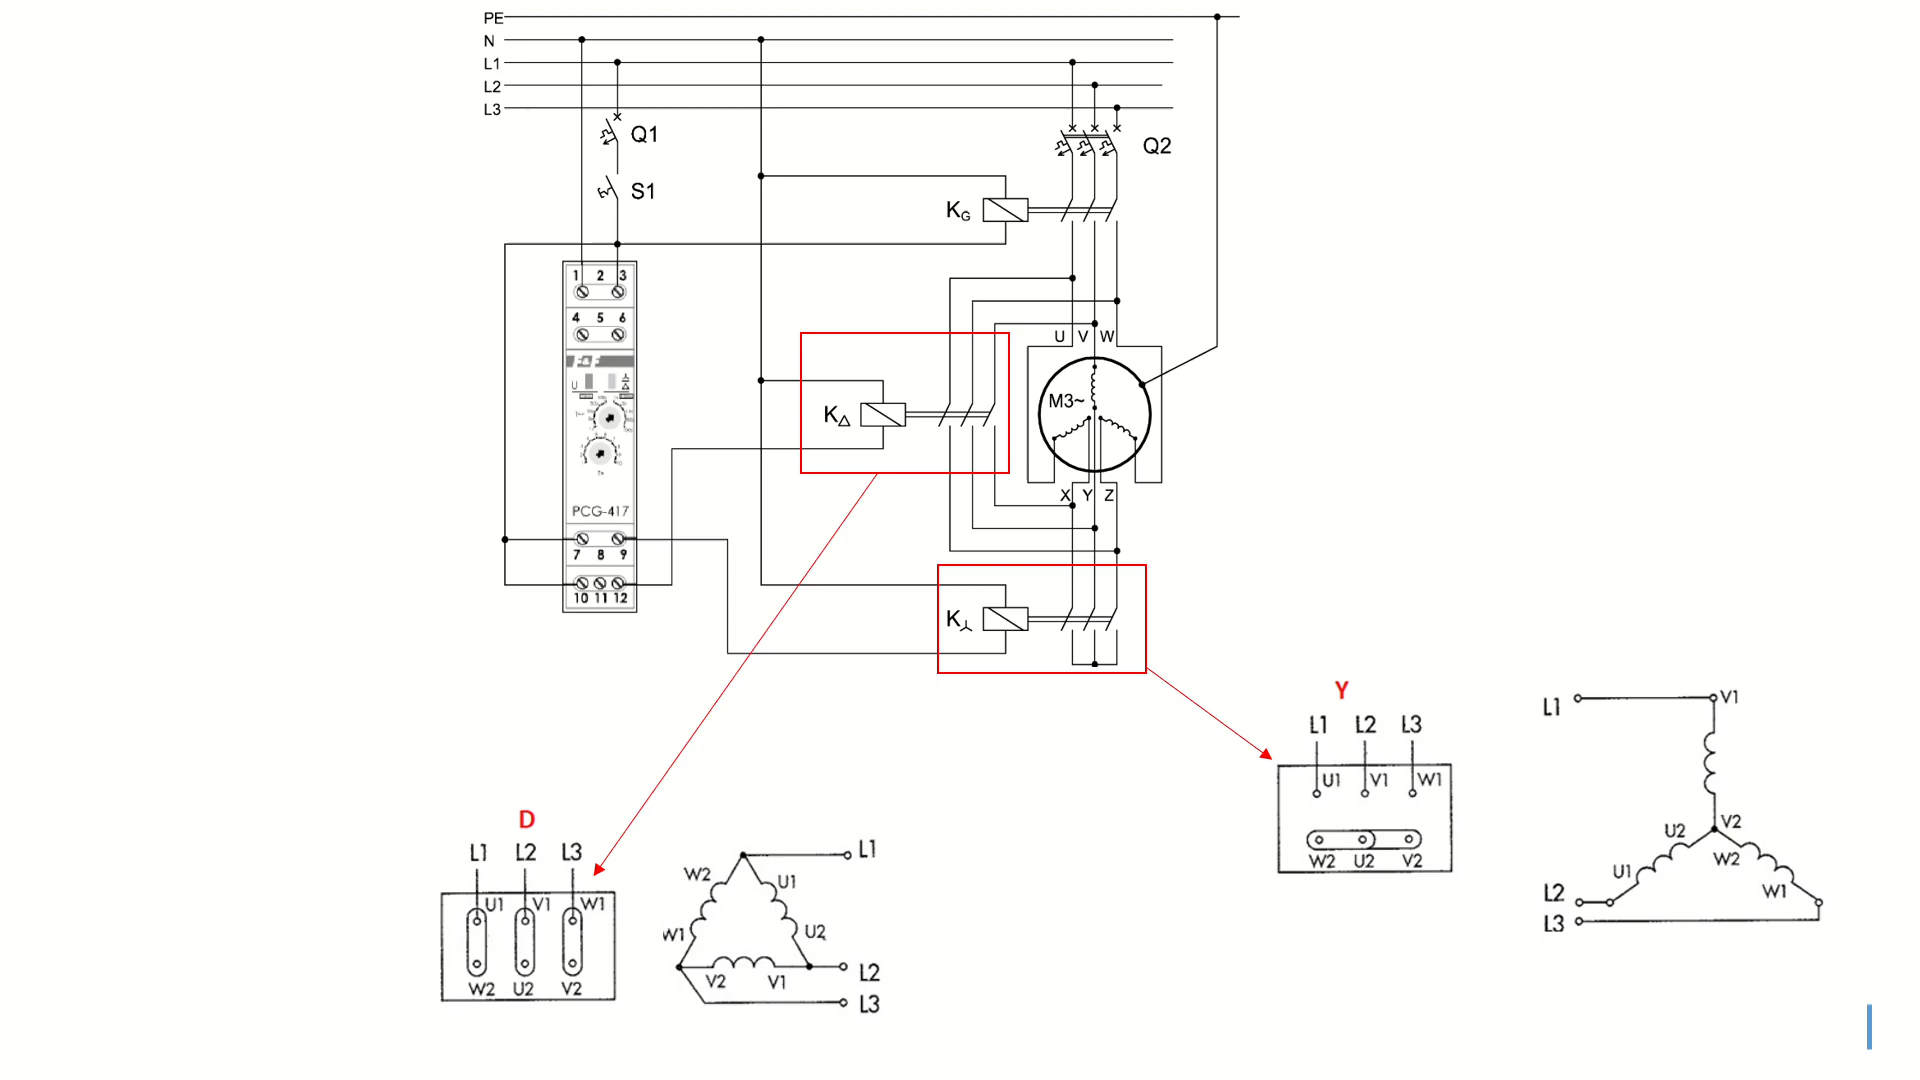 PE
N
L1
L2
L3
Q1
S1
Q2
KG
1 2 3
4 5 6
F&F
U
PCG-417
7 8 9
10 11 12
K△
U V W
M3~
X Y Z
K
Y
L1 L2 L3
U1 V1 W1
W2 U2 V2
L1
V1
V2
U2
W2
U1
W1
L2
L3
D
L1 L2 L3
U1 V1 W1
W2 U2 V2
L1
W2
U1
W1
U2
V2
V1
L2
L3